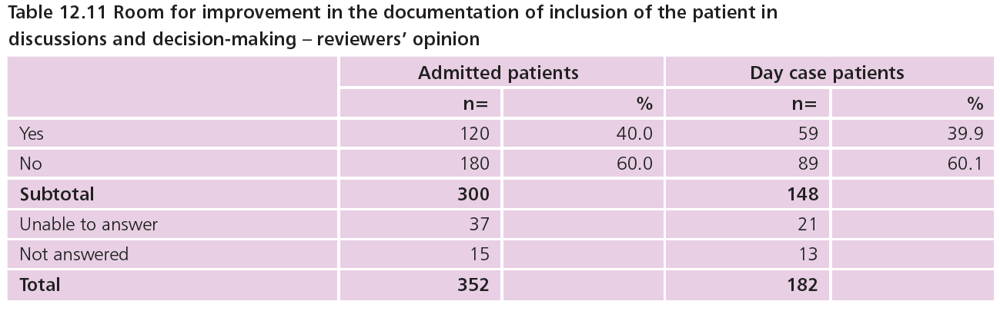 Table 12.11 Room for improvement in the documentation of inclusion of the patient in
discussions and decision-making – reviewers’ opinion
Admitted patients Day case patients
n= % n= %
Yes 120 40.0 59 39.9
No 180 60.0 89 60.1
Subtotal 300 148
Unable to answer 37 21
Not answered 15 13
Total 352 182